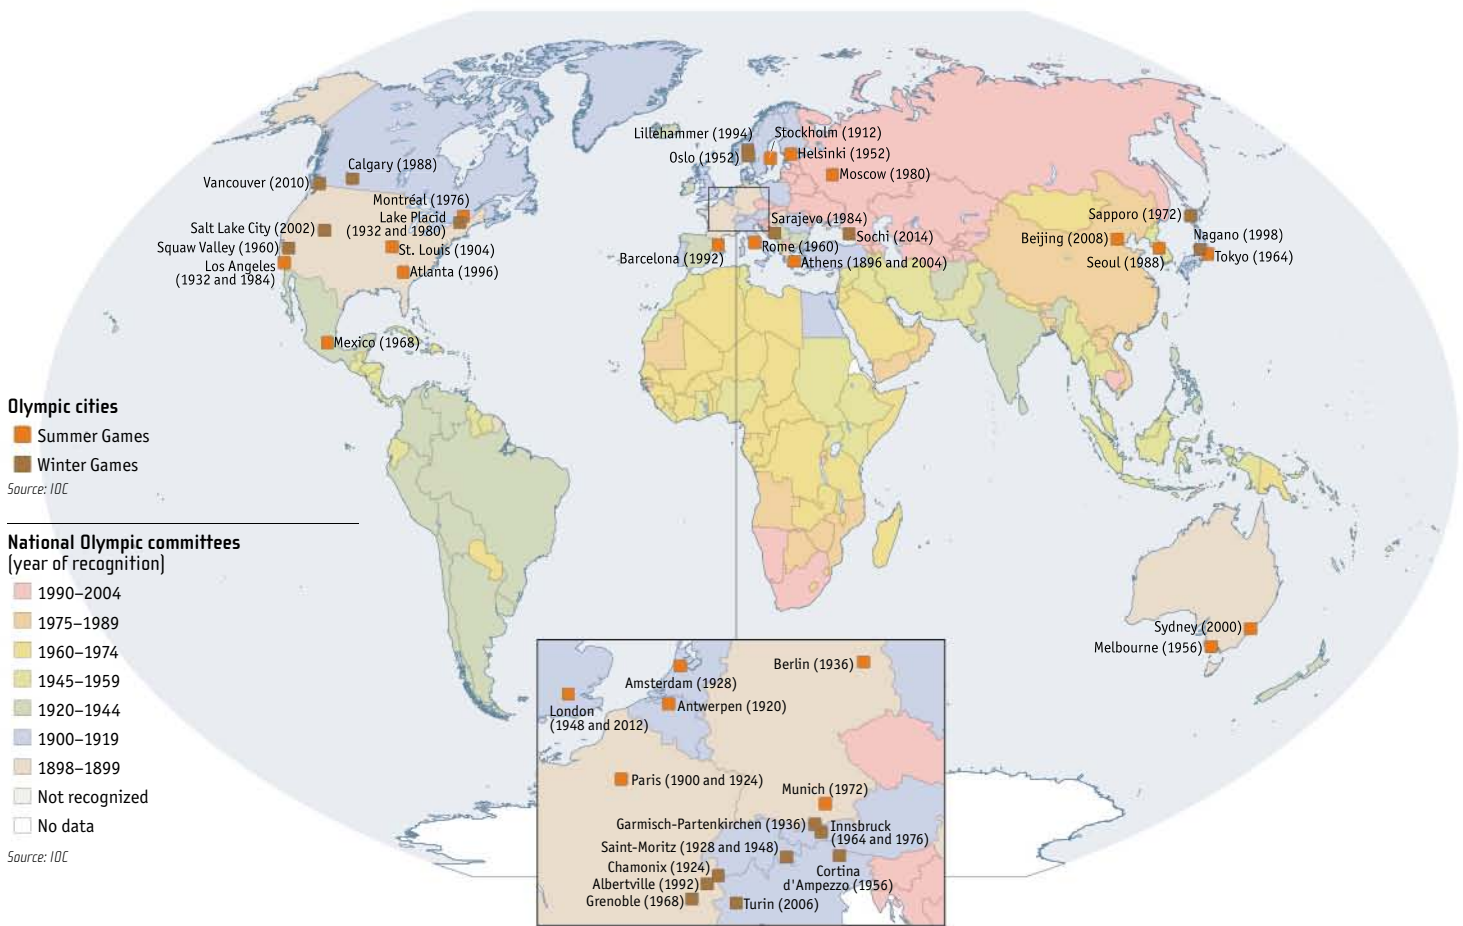 Lillehammer (1994)
Stockholm (1912)
Oslo (1952)
Helsinki (1952)
Moscow (1980)
Calgary (1988)
Vancouver (2010)
Montréal (1976)
Lake Placid
(1932 and 1980)
Salt Lake City (2002)
Squaw Valley (1960)
St. Louis (1904)
Los Angeles
(1932 and 1984)
Atlanta (1996)
Mexico (1968)
Sarajevo (1984)
Sochi (2014)
Rome (1960)
Barcelona (1992)
Athens (1896 and 2004)
Sapporo (1972)
Beijing (2008)
Nagano (1998)
Seoul (1988)
Tokyo (1964)
Sydney (2000)
Melbourne (1956)
Olympic cities
Summer Games
Winter Games
Source: IOC
National Olympic committees
(year of recognition)
1990–2004
1975–1989
1960–1974
1945–1959
1920–1944
1900–1919
1898–1899
Not recognized
No data
Source: IOC
Berlin (1936)
Amsterdam (1928)
Antwerpen (1920)
London
(1948 and 2012)
Paris (1900 and 1924)
Munich (1972)
Garmisch-Partenkirchen (1936)
Innsbruck
(1964 and 1976)
Saint-Moritz (1928 and 1948)
Chamonix (1924)
Cortina
d'Ampezzo (1956)
Albertville (1992)
Grenoble (1968)
Turin (2006)